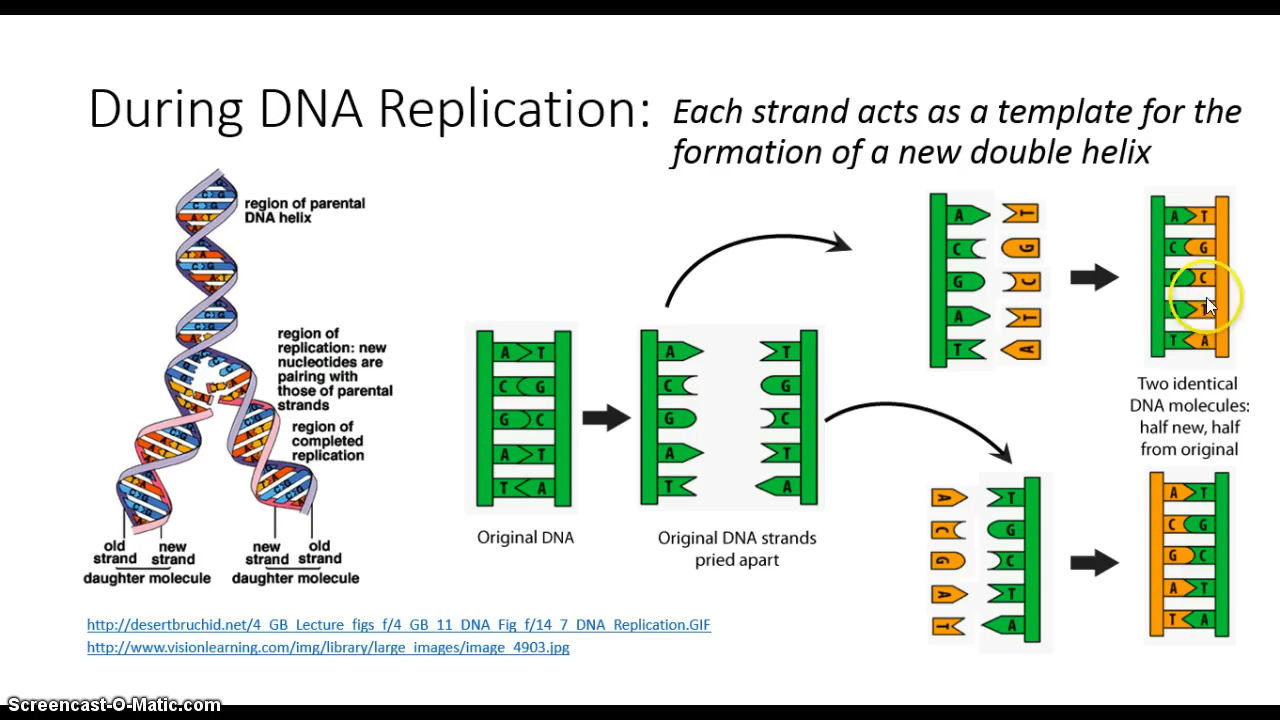 During DNA Replication:
Each strand acts as a template for the
formation of a new double helix
region of parental
DNA helix
region of
replication: new
nucleotides are
pairing with
those of parental
strands
region of
completed
replication
old
strand
new
strand
new
strand
old
strand
daughter molecule
daughter molecule
A T
C G
G C
A T
T A
Original DNA
A T
C G
G C
A T
T A
Original DNA strands
pried apart
A T
C G
G C
A T
T A
A T
C G
C
T
T A
Two identical
DNA molecules:
half new, half
from original
A T
C G
G C
A T
T A
A T
C G
G C
A T
T A
http://desertbruchid.net/4_GB_Lecture_figs_f/4_GB_11_DNA_Fig_f/14_7_DNA_Replication.GIF
http://www.visionlearning.com/img/library/large_images/image_4903.jpg
Screencast-O-Matic.com